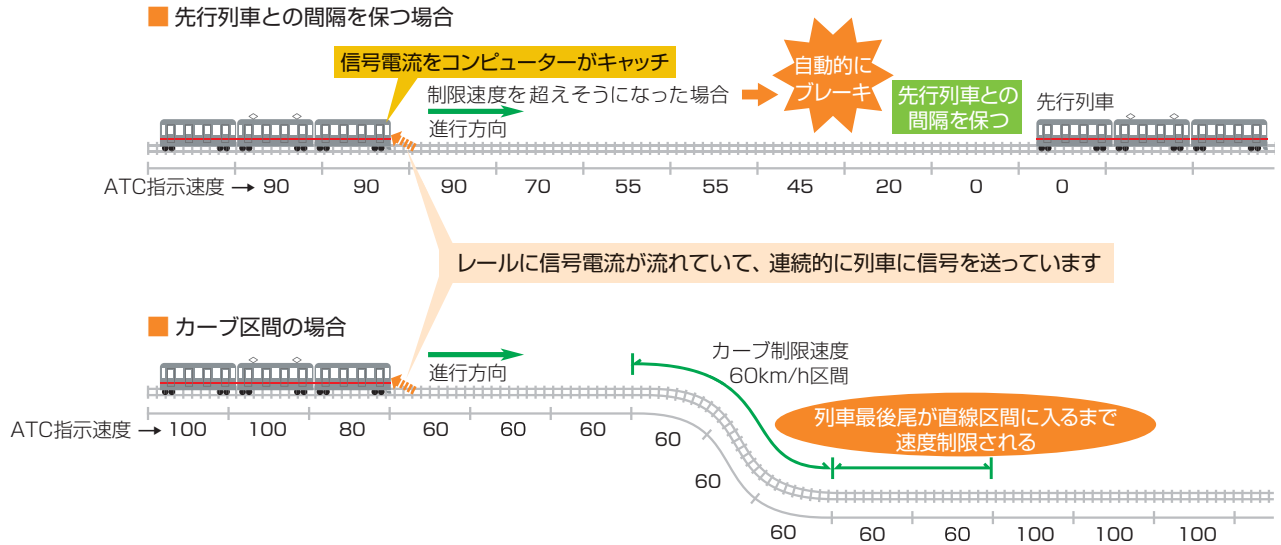 ■ 先行列車との間隔を保つ場合
信号電流をコンピューターがキャッチ
制限速度を超えそうになった場合
進行方向
自動的に
ブレーキ
先行列車との
間隔を保つ
先行列車
ATC指示速度 → 90 90 90 70 55 55 45 20 0 0
レールに信号電流が流れていて、連続的に列車に信号を送っています
■ カーブ区間の場合
進行方向
カーブ制限速度
60km/h区間
列車最後尾が直線区間に入るまで
速度制限される
ATC指示速度 → 100 100 80 60 60 60 60
60
60 60 60 100 100 100